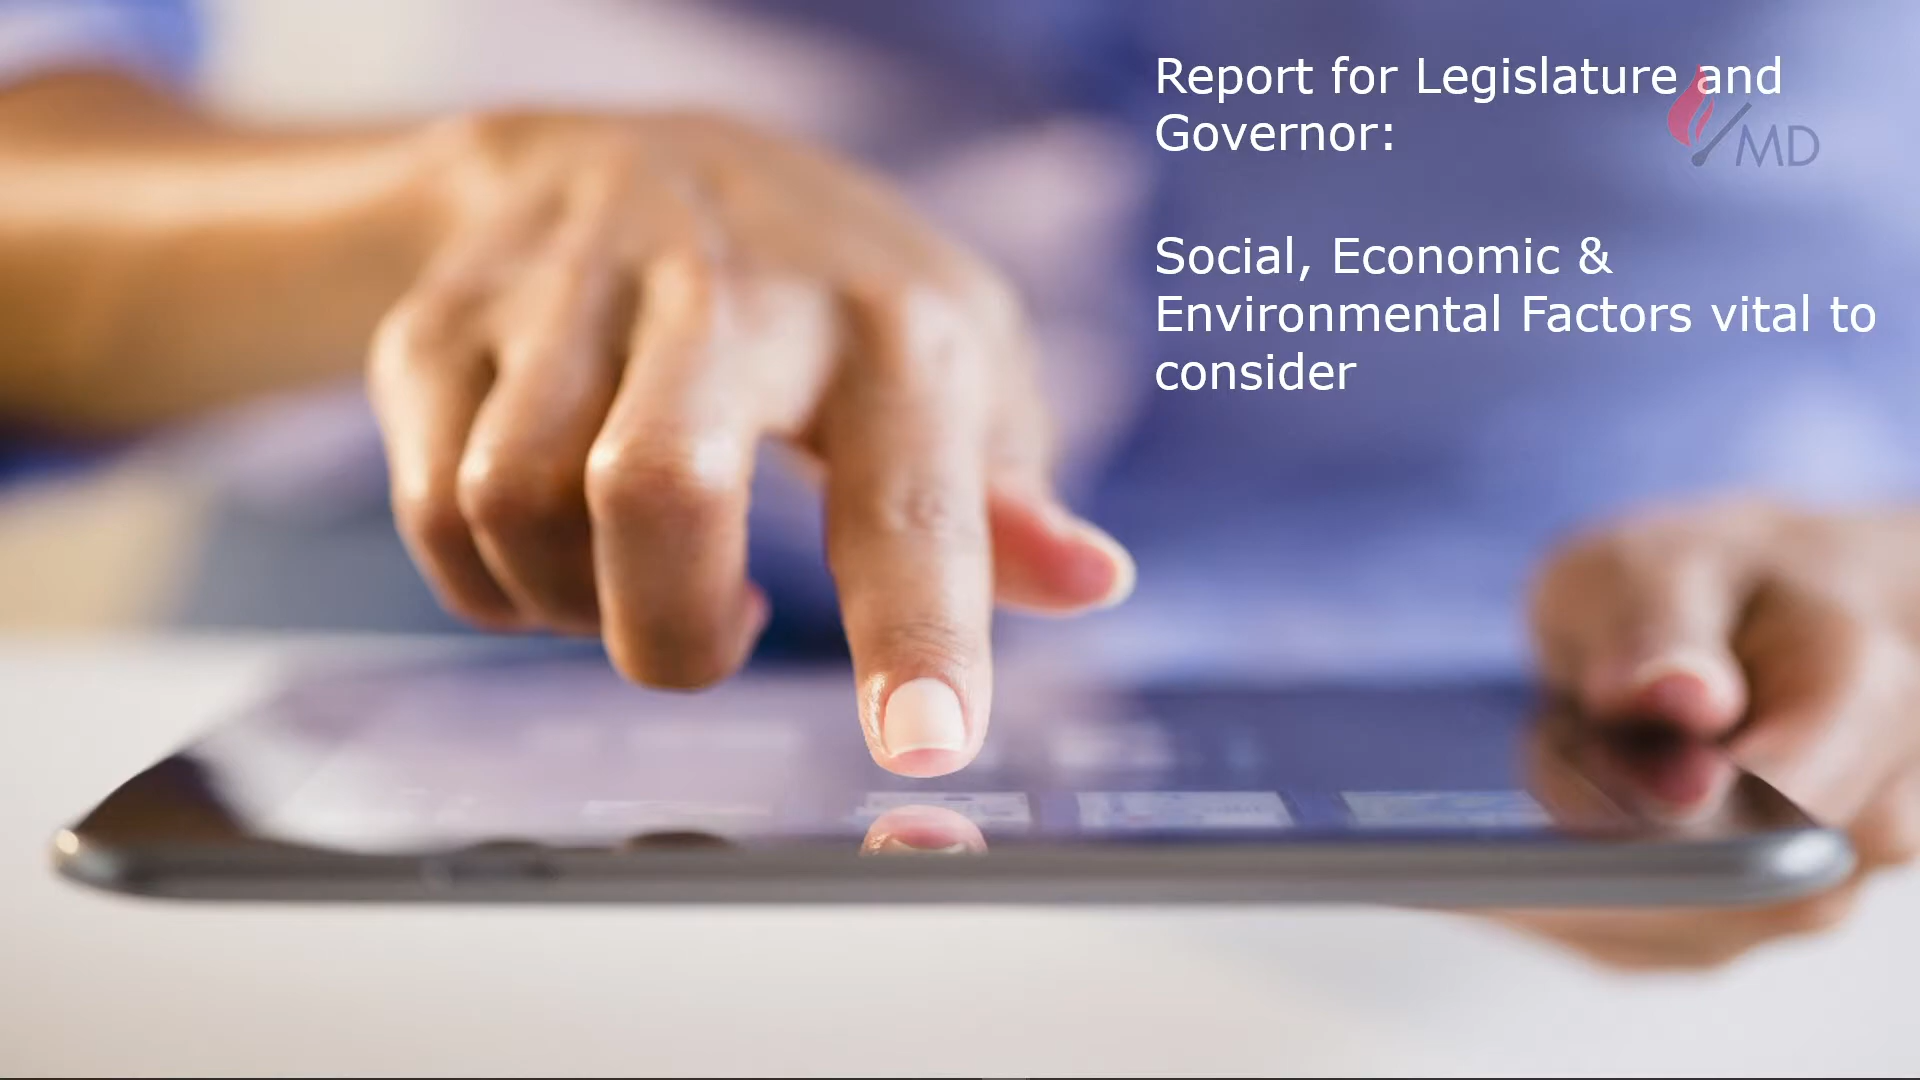 Report for Legislature and
Governor:
Social, Economic &
Environmental Factors vital to
consider
MD